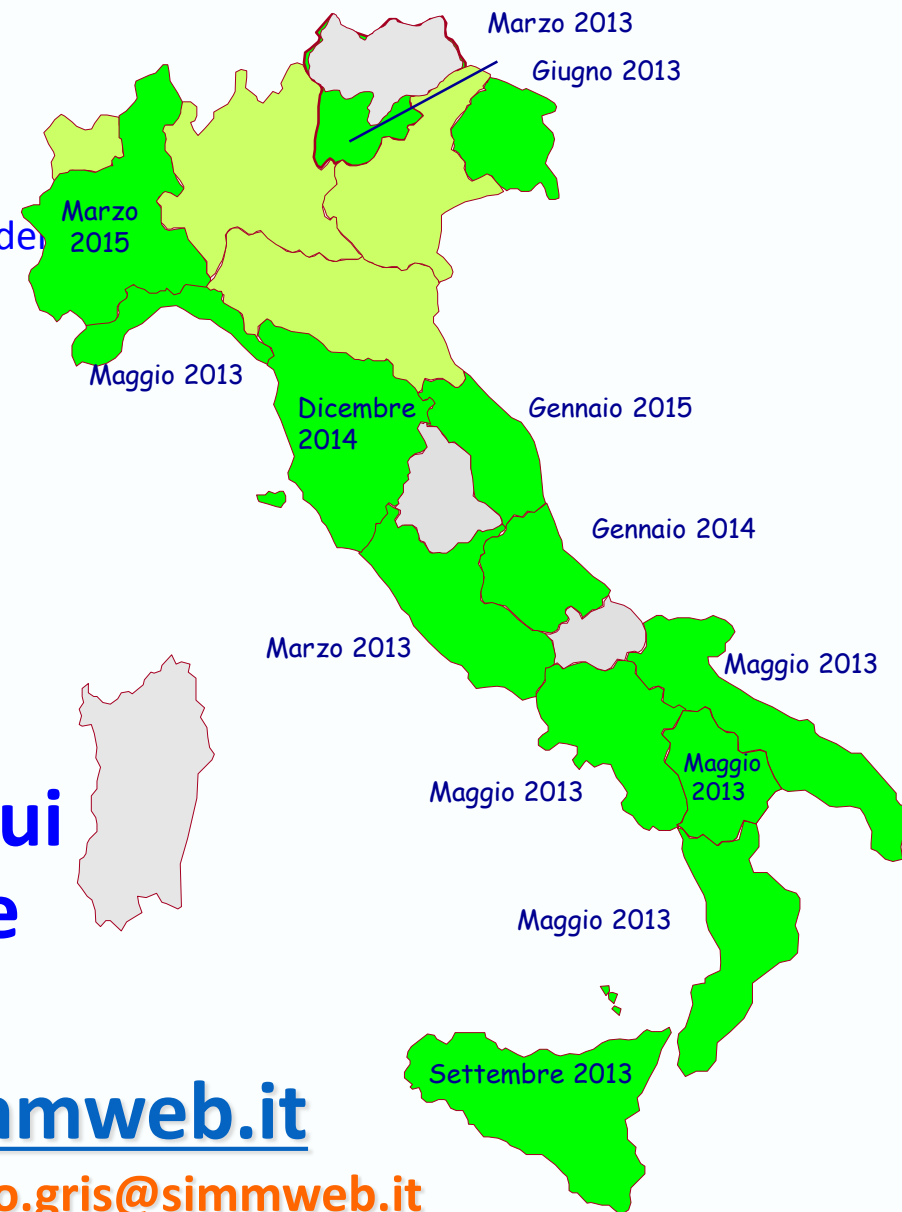 Marzo 2013
Giugno 2013
Marzo
2015
Maggio 2013
Dicembre
2014
Gennaio 2015
Gennaio 2014
Marzo 2013
Maggio 2013
Maggio
2013
Maggio 2013
ui
e
Maggio 2013
Settembre 2013
mweb.it
o.gris@simmweb.it